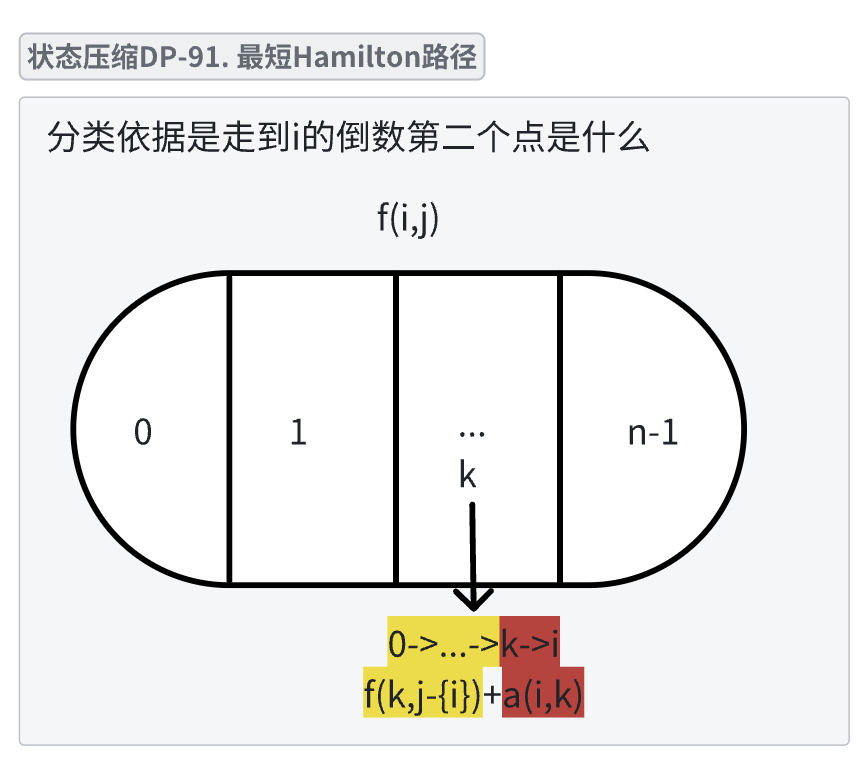 状态压缩DP-91. 最短Hamilton路径
分类依据是走到i的倒数第二个点是什么
f(i,j)
0
1
...
n-1
k
0->...->k->i
f(k,j-{i})+a(i,k)